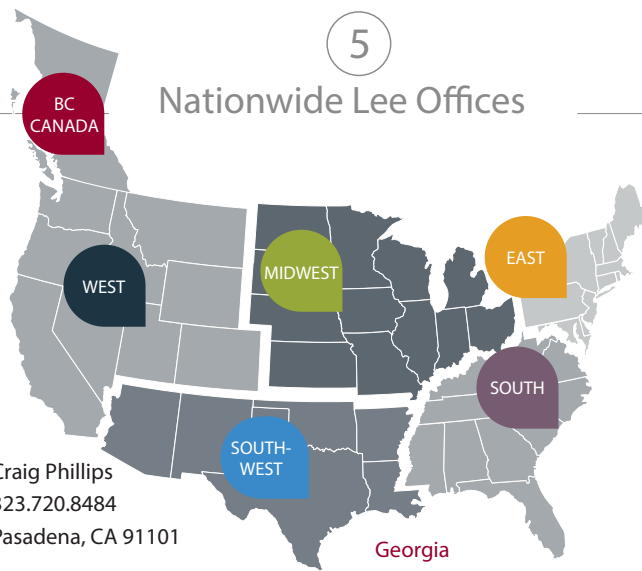 5
Nationwide Lee Offices
BC
CANADA
WEST
MIDWEST
EAST
SOUTH
SOUTH-
WEST
Craig Phillips
323.720.8484
Pasadena, CA 91101
Georgia